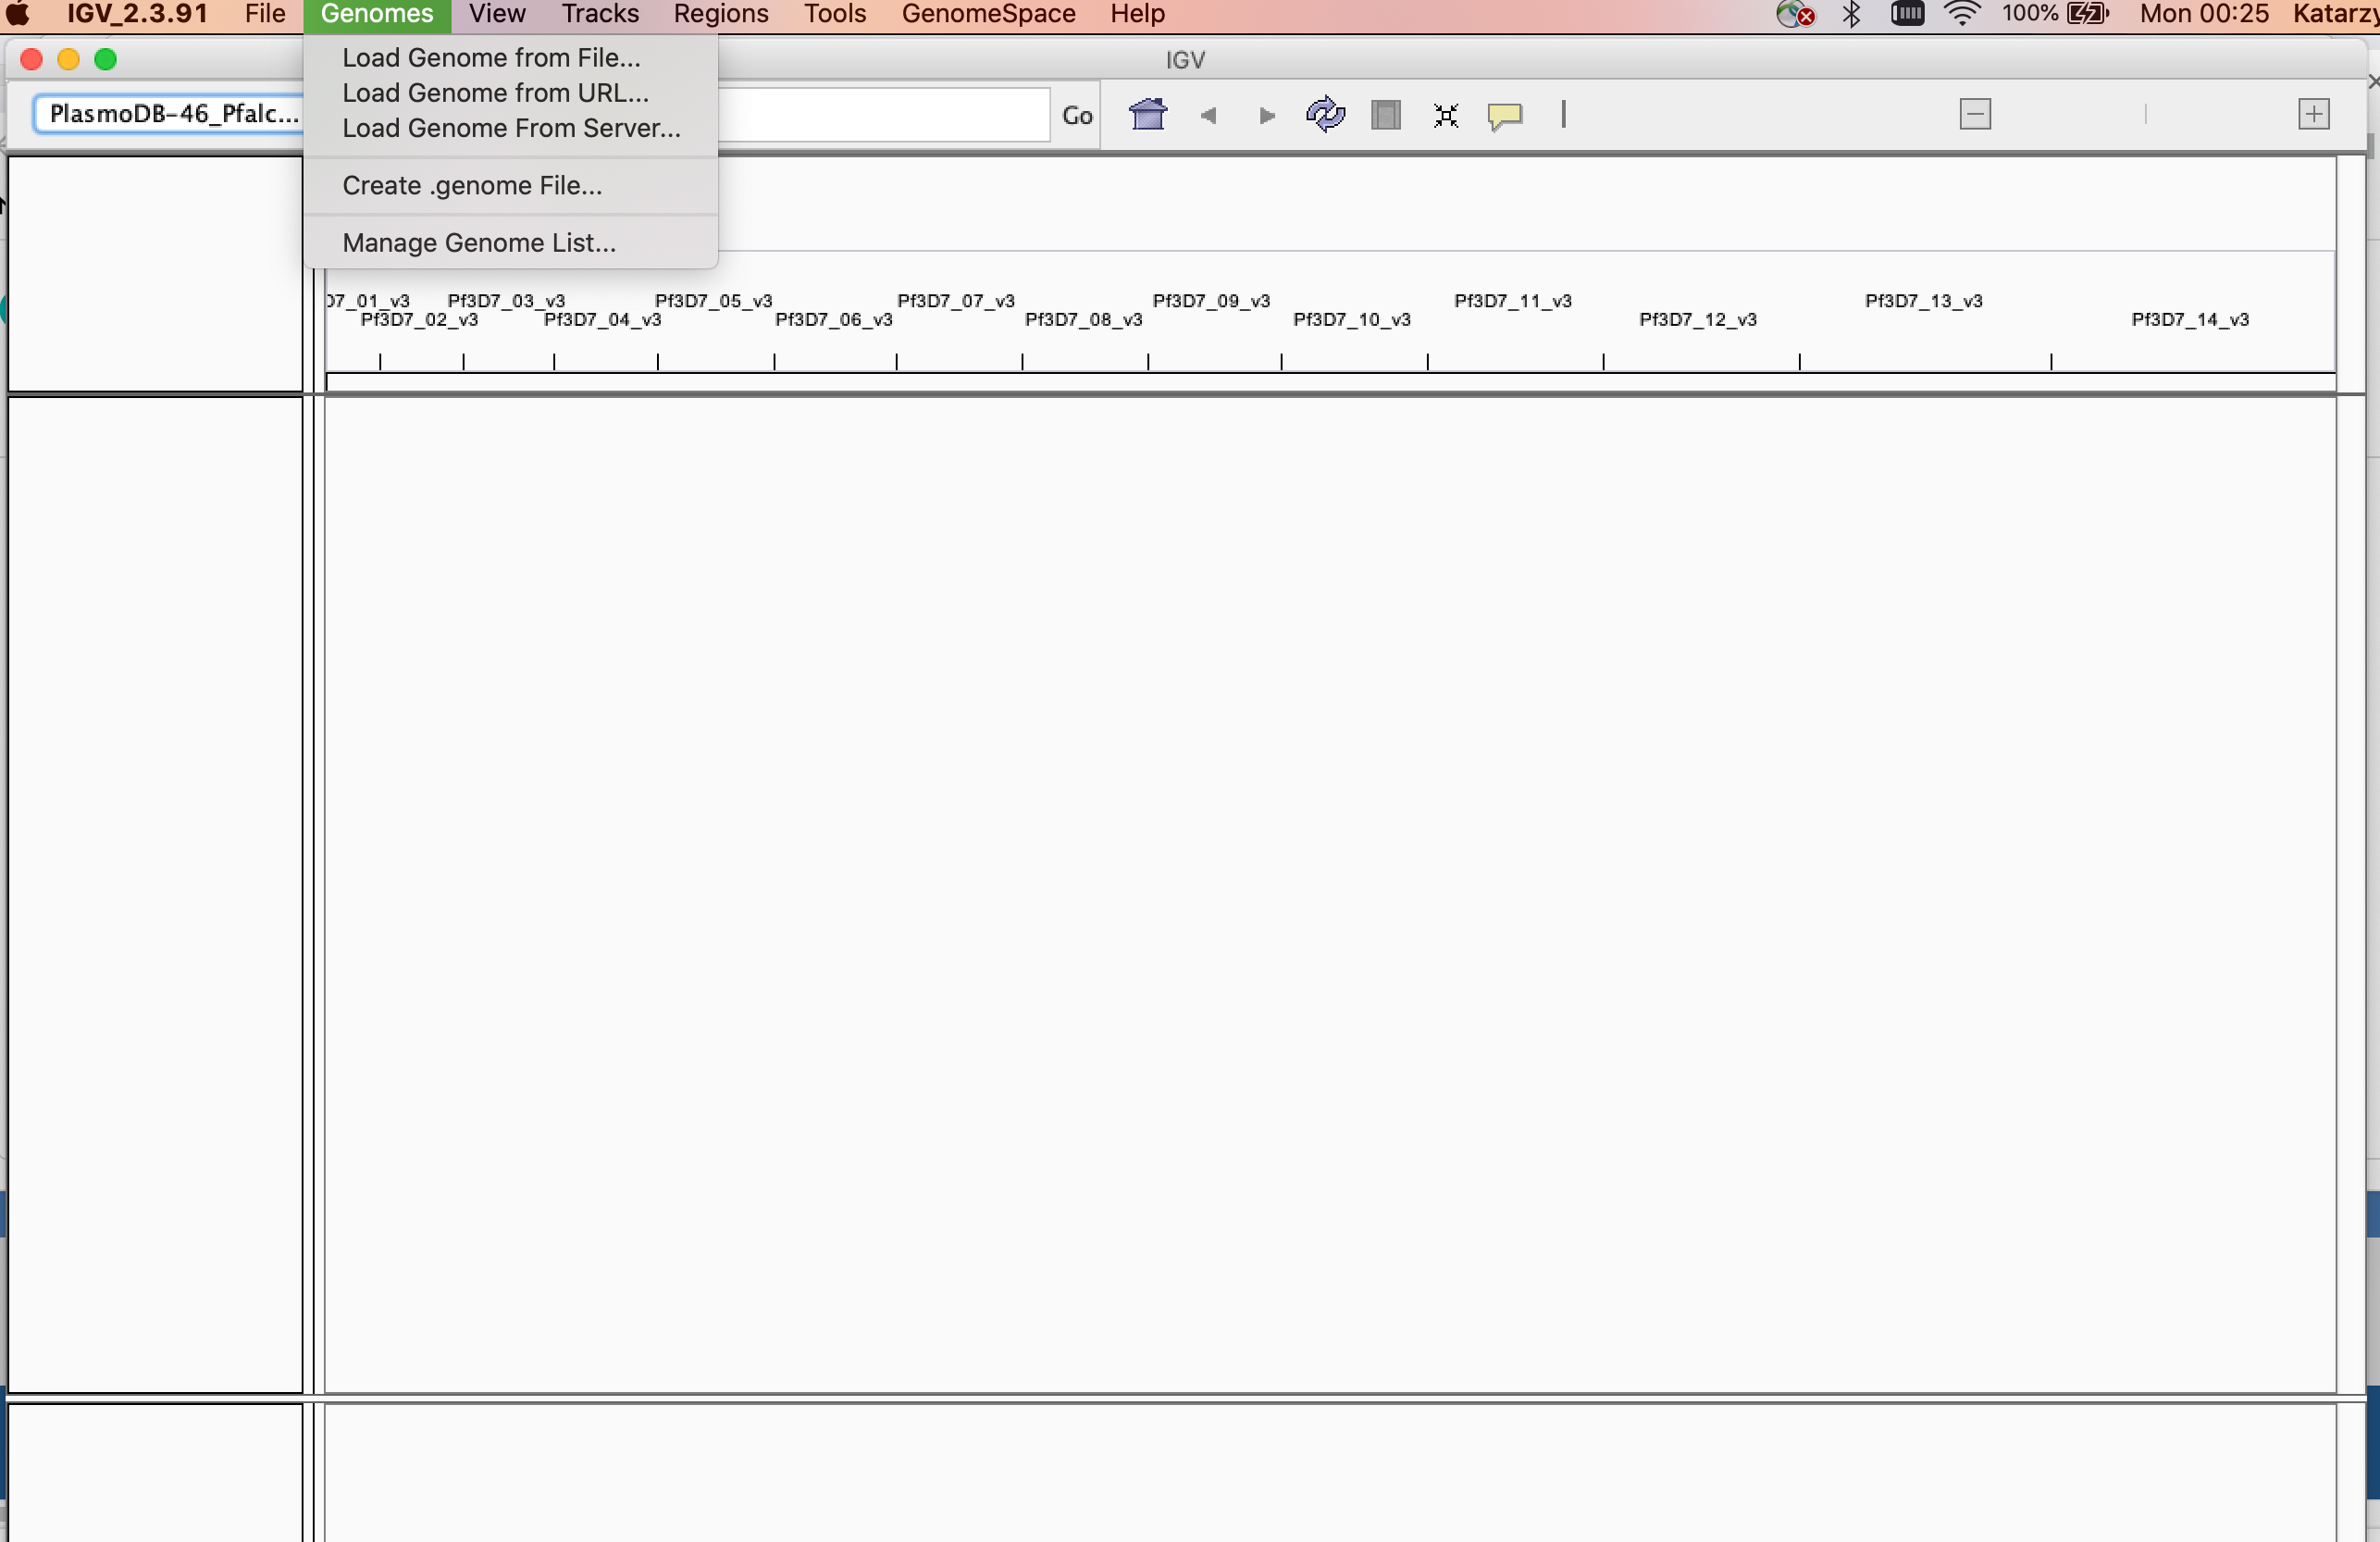 IGV_2.3.91 File Genomes View Tracks Regions Tools GenomeSpace Help 100% Mon 00:25
IGV
PlasmoDB-46_Pfalc... Go
Load Genome from File...
Load Genome from URL...
Load Genome From Server...
Create .genome File...
Manage Genome List...
D7_01_v3 Pf3D7_03_v3 Pf3D7_05_v3 Pf3D7_07_v3 Pf3D7_09_v3 Pf3D7_11_v3 Pf3D7_13_v3
Pf3D7_02_v3 Pf3D7_04_v3 Pf3D7_06_v3 Pf3D7_08_v3 Pf3D7_10_v3 Pf3D7_12_v3 Pf3D7_14_v3